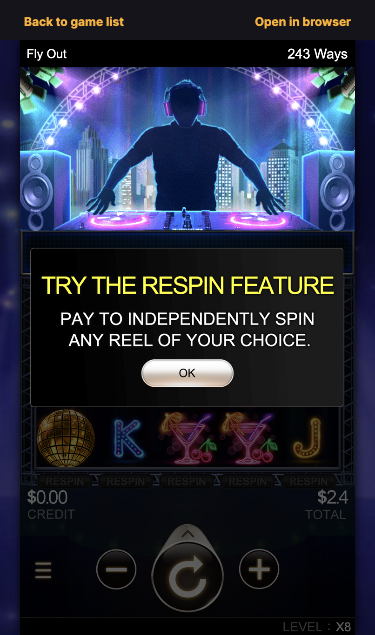 Back to game list
Open in browser
Fly Out
243 Ways
TRY THE RESPIN FEATURE
PAY TO INDEPENDENTLY SPIN
ANY REEL OF YOUR CHOICE.
OK
K
J
RESPIN RESPIN RESPIN RESPIN RESPIN
$0.00
$2.4
CREDIT
TOTAL
LEVEL : X8